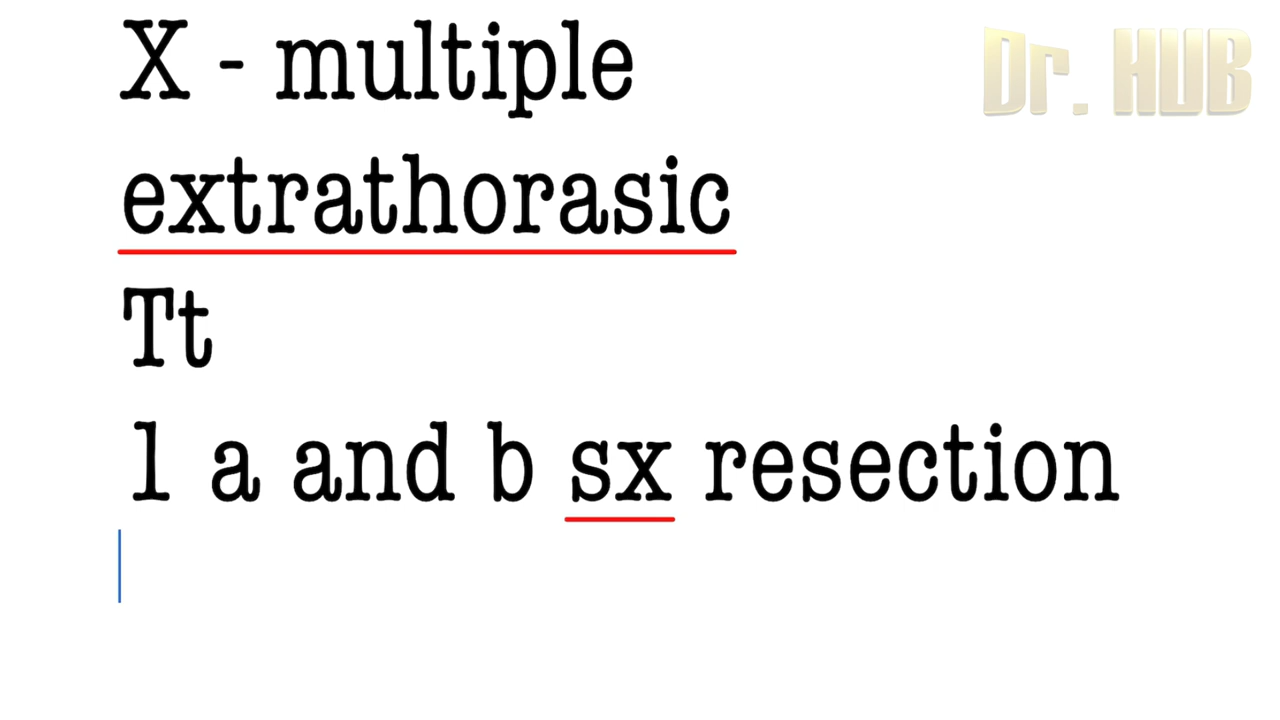 X - multiple
Dr. HUB
extrathorasic
Tt
1 a and b sx resection